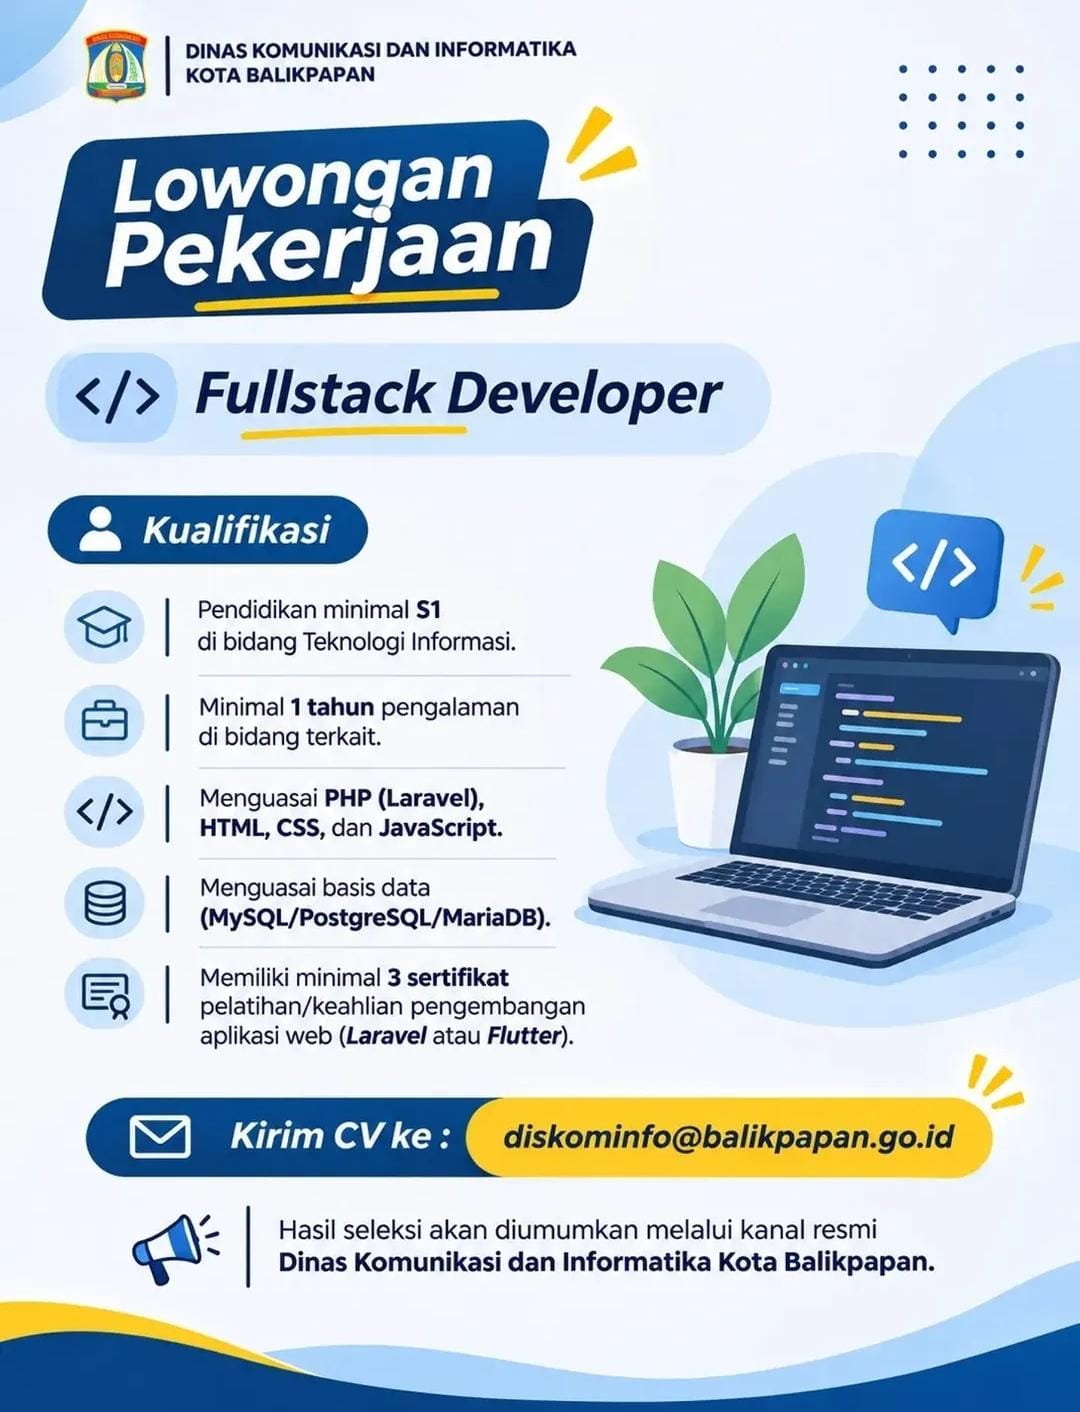 DINAS KOMUNIKASI DAN INFORMATIKA
KOTA BALIKPAPAN
Lowongan
Pekerjaan
</> Fullstack Developer
Kualifikasi
Pendidikan minimal S1
di bidang Teknologi Informasi.
Minimal 1 tahun pengalaman
di bidang terkait.
</>
Menguasai PHP (Laravel),
HTML, CSS, dan JavaScript.
Menguasai basis data
(MySQL/PostgreSQL/MariaDB).
Memiliki minimal 3 sertifikat
pelatihan/keahlian pengembangan
aplikasi web (Laravel atau Flutter).
</>
Kirim CV ke : diskominfo@balikpapan.go.id
Hasil seleksi akan diumumkan melalui kanal resmi
Dinas Komunikasi dan Informatika Kota Balikpapan.